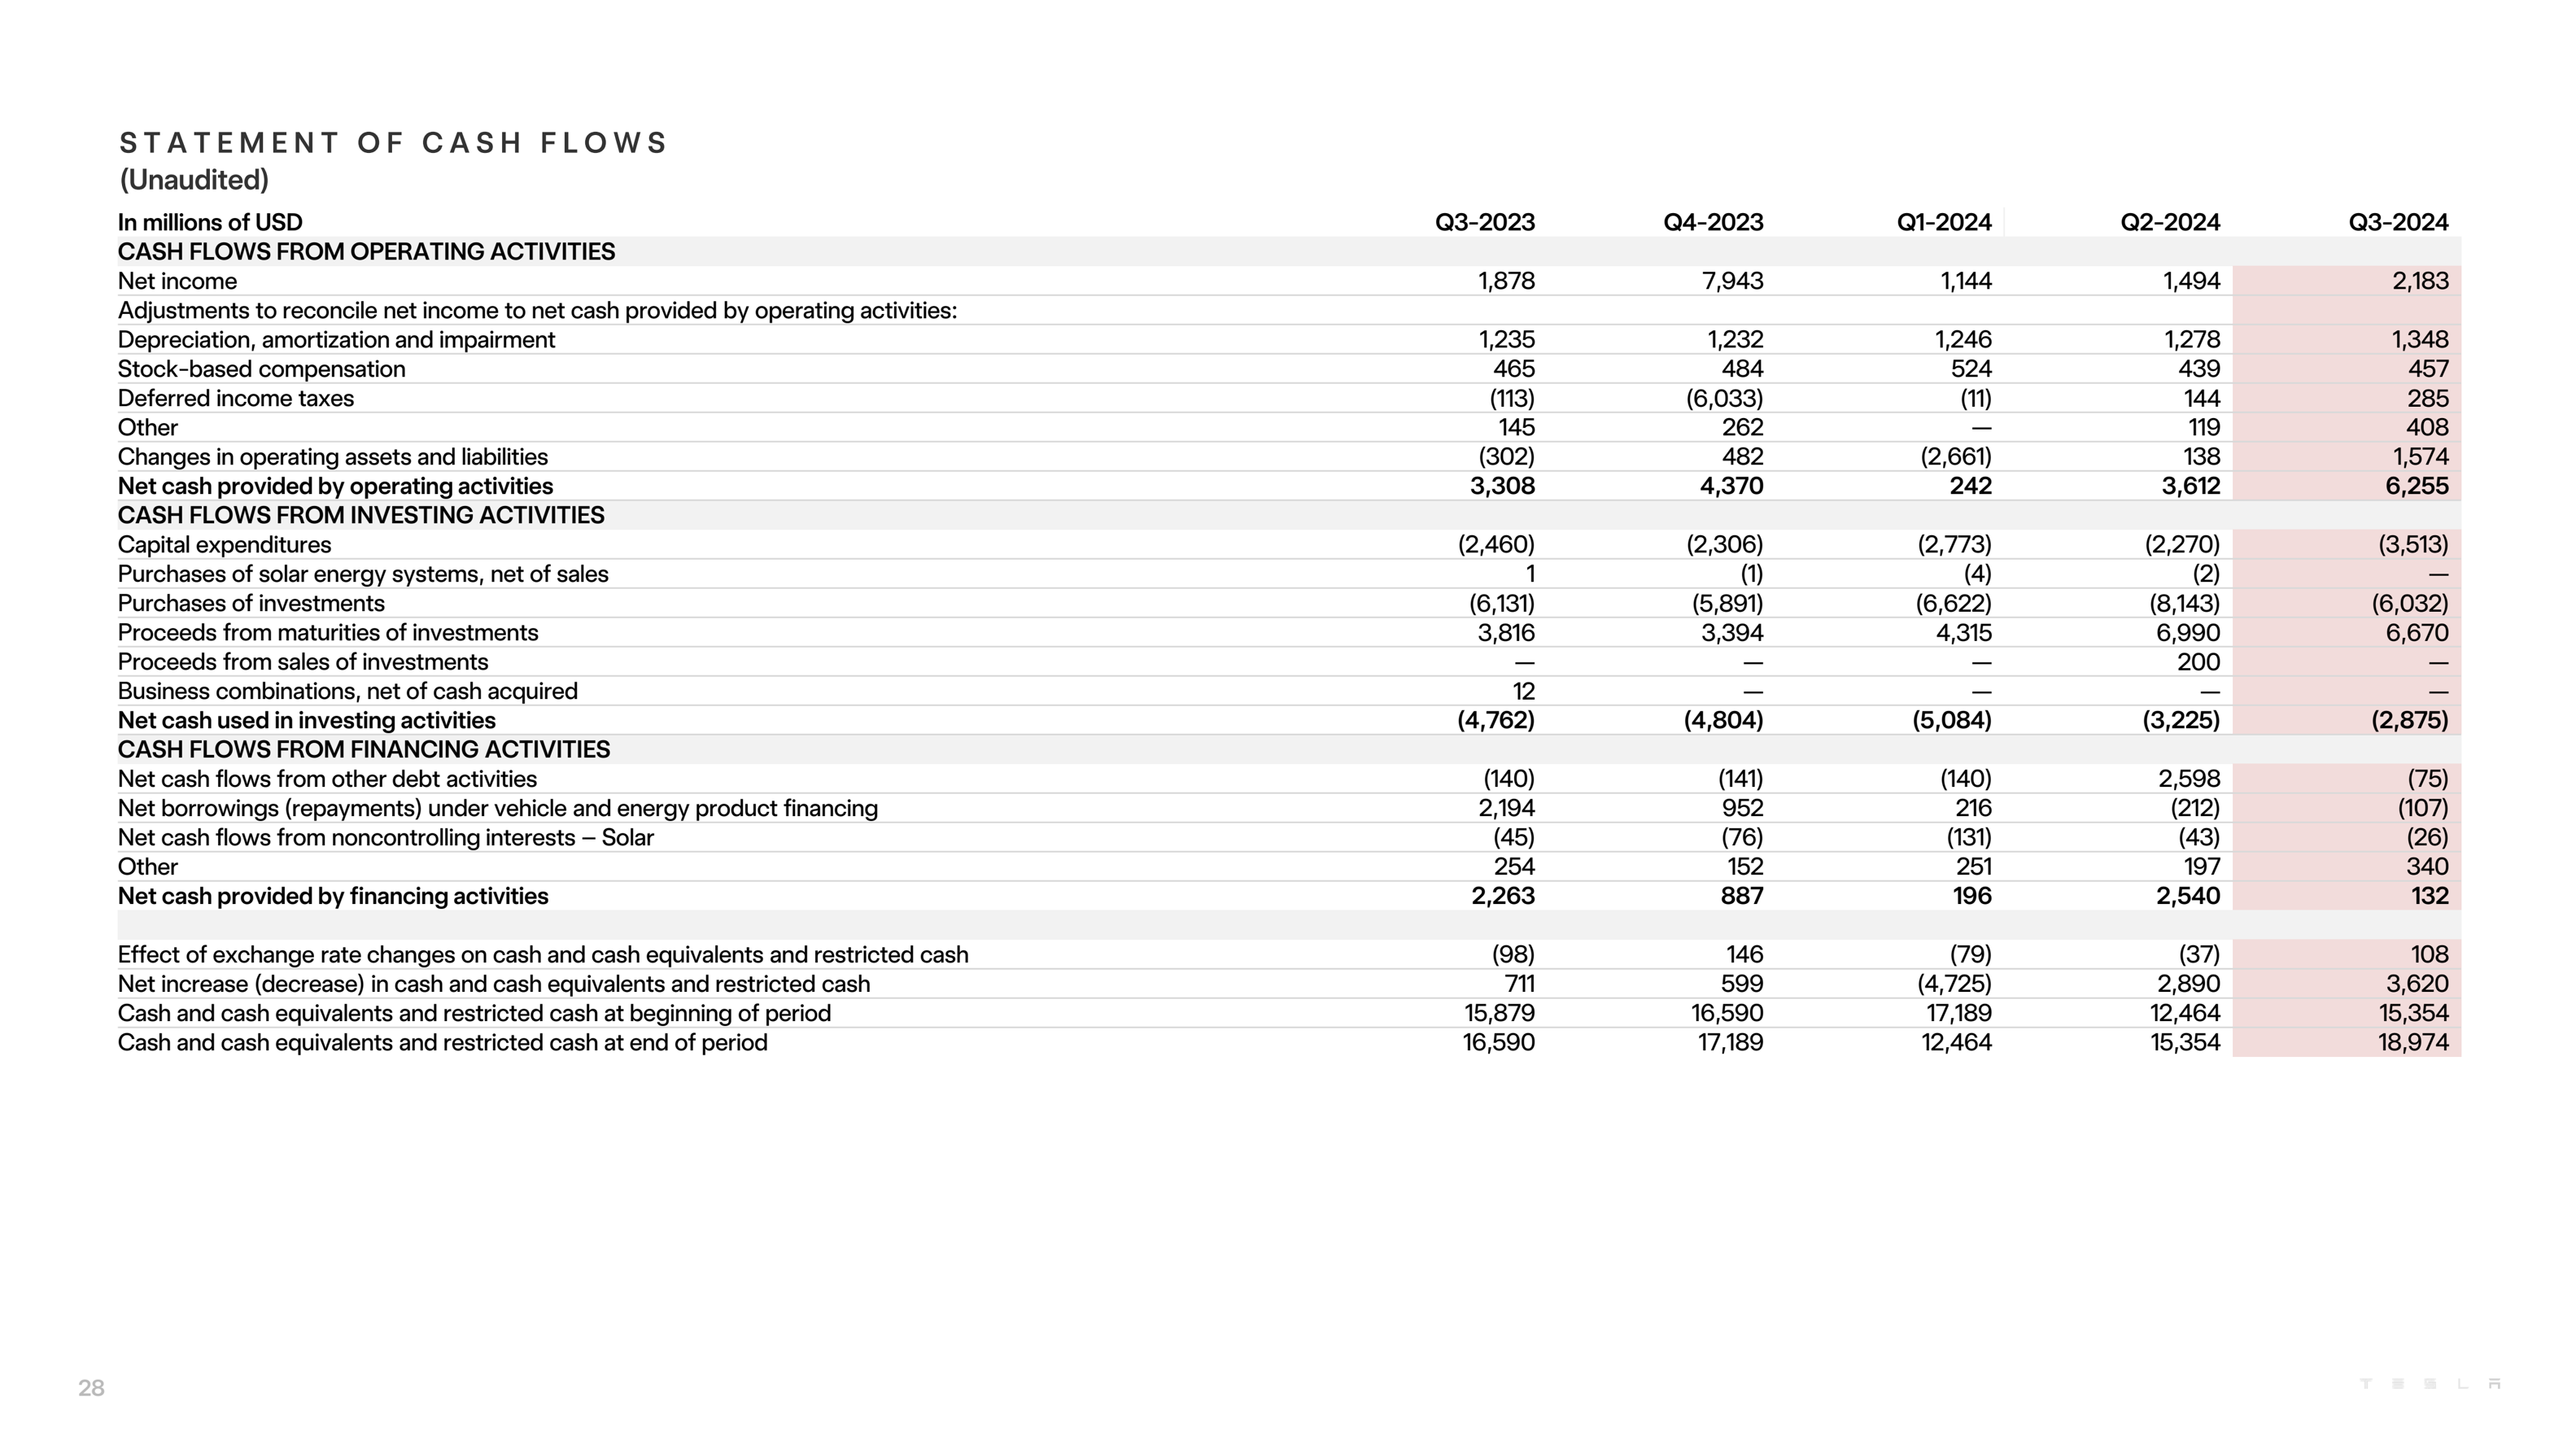 STATEMENT OF CASH FLOWS
(Unaudited)
In millions of USD Q3-2023 Q4-2023 Q1-2024 Q2-2024 Q3-2024
CASH FLOWS FROM OPERATING ACTIVITIES
Net income 1,878 7,943 1,144 1,494 2,183
Adjustments to reconcile net income to net cash provided by operating activities:
Depreciation, amortization and impairment 1,235 1,232 1,246 1,278 1,348
Stock-based compensation 465 484 524 439 457
Deferred income taxes (113) (6,033) (11) 144 285
Other 145 262 — 119 408
Changes in operating assets and liabilities (302) 482 (2,661) 138 1,574
Net cash provided by operating activities 3,308 4,370 242 3,612 6,255
CASH FLOWS FROM INVESTING ACTIVITIES
Capital expenditures (2,460) (2,306) (2,773) (2,270) (3,513)
Purchases of solar energy systems, net of sales 1 (1) (4) (2) —
Purchases of investments (6,131) (5,891) (6,622) (8,143) (6,032)
Proceeds from maturities of investments 3,816 3,394 4,315 6,990 6,670
Proceeds from sales of investments — — — 200 —
Business combinations, net of cash acquired 12 — — — —
Net cash used in investing activities (4,762) (4,804) (5,084) (3,225) (2,875)
CASH FLOWS FROM FINANCING ACTIVITIES
Net cash flows from other debt activities (140) (141) (140) 2,598 (75)
Net borrowings (repayments) under vehicle and energy product financing 2,194 952 216 (212) (107)
Net cash flows from noncontrolling interests – Solar (45) (76) (131) (43) (26)
Other 254 152 251 197 340
Net cash provided by financing activities 2,263 887 196 2,540 132
Effect of exchange rate changes on cash and cash equivalents and restricted cash (98) 146 (79) (37) 108
Net increase (decrease) in cash and cash equivalents and restricted cash 711 599 (4,725) 2,890 3,620
Cash and cash equivalents and restricted cash at beginning of period 15,879 16,590 17,189 12,464 15,354
Cash and cash equivalents and restricted cash at end of period 16,590 17,189 12,464 15,354 18,974
28
TESLA